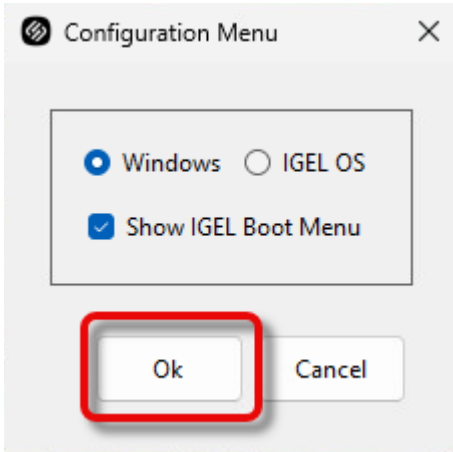 Configuration Menu
Windows IGEL OS
Show IGEL Boot Menu
Ok Cancel